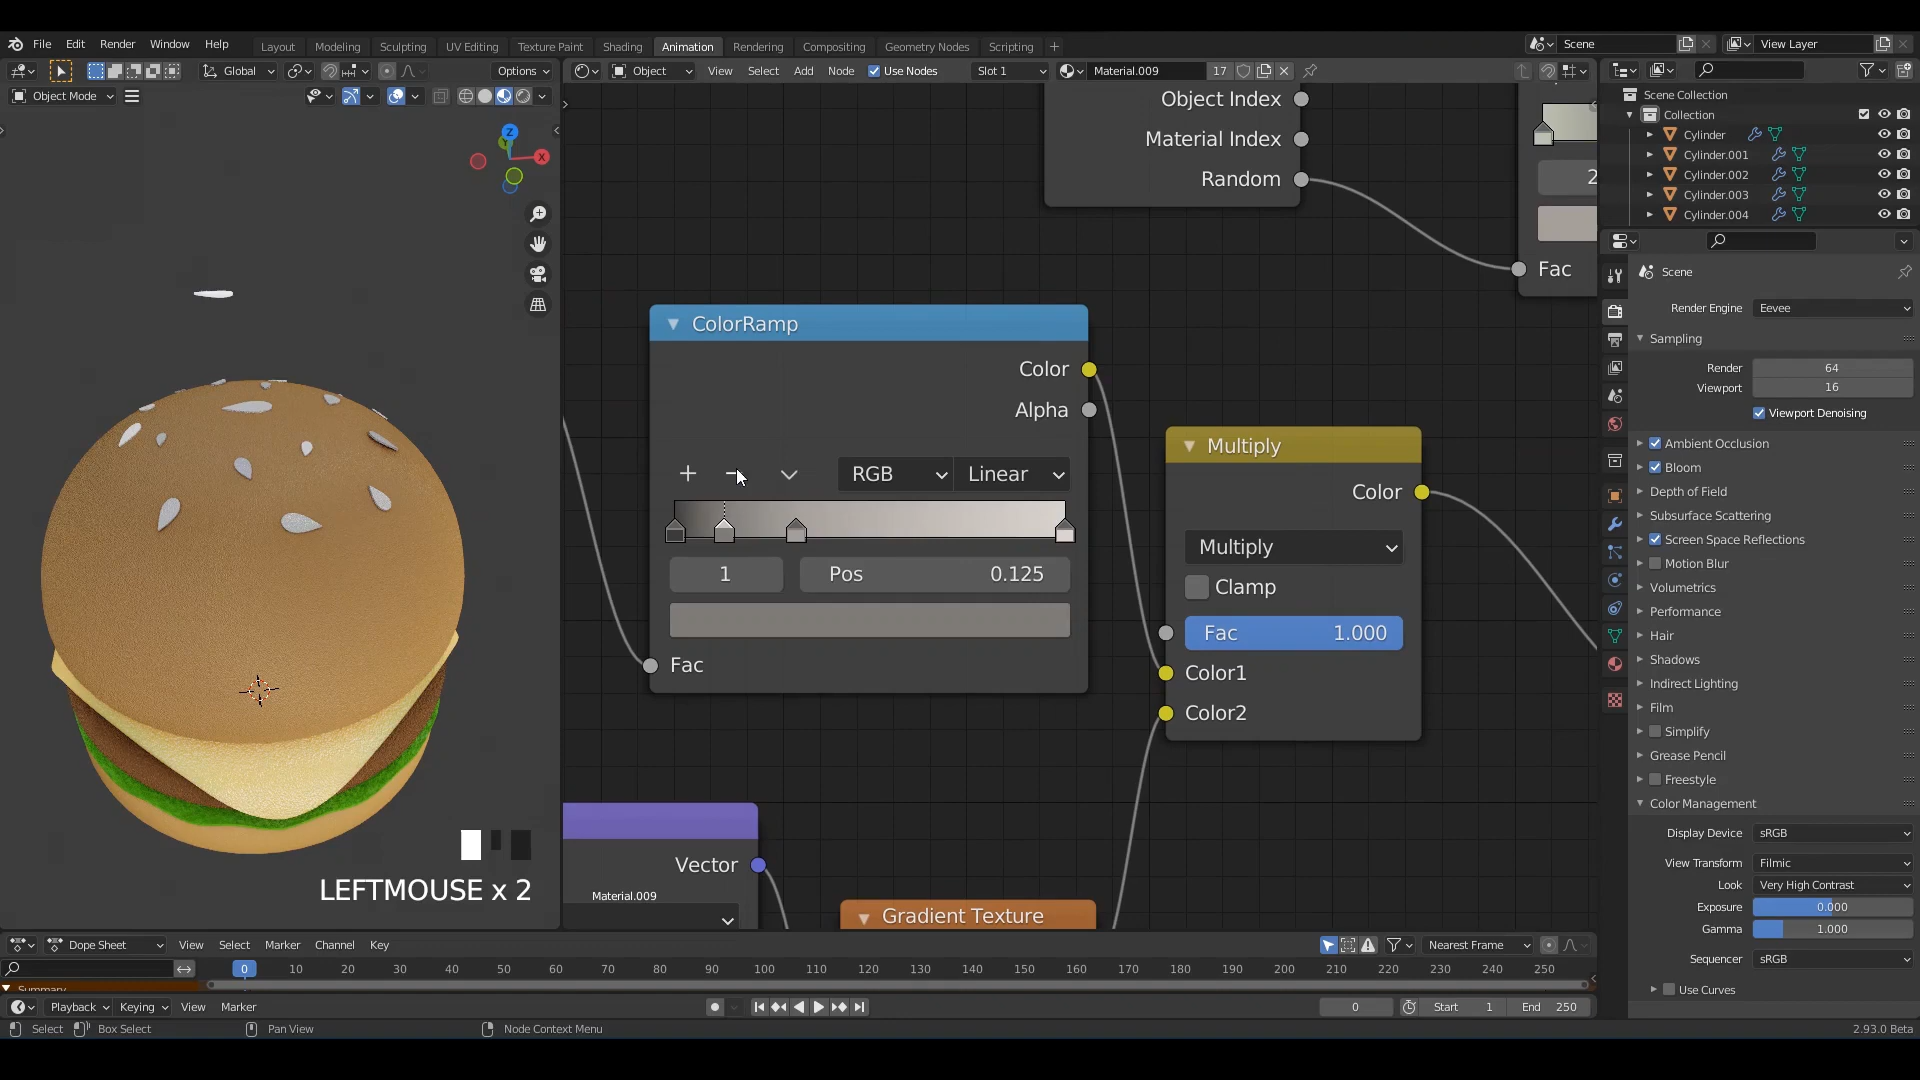 File Edit Render Window Help Layout Modeling Sculpting UV Editing Texture Paint Shading Animation Rendering Compositing Geometry Nodes Scripting + Scene View Layer
Global Options Object View Select Add Node Use Nodes Slot 1 Material.009 17
Object Mode
Z
X
Object Index
Material Index
Random
2
Fac
ColorRamp
Color
Alpha
RGB Linear
1 Pos 0.125
Fac
Multiply
Color
Multiply
Clamp
Fac 1.000
Color1
Color2
Vector
Material.009
Gradient Texture
LEFTMOUSE x 2
Scene Collection
Collection
Cylinder
Cylinder.001
Cylinder.002
Cylinder.003
Cylinder.004
Scene
Render Engine Eevee
Sampling
Render 64
Viewport 16
Viewport Denoising
Ambient Occlusion
Bloom
Depth of Field
Subsurface Scattering
Screen Space Reflections
Motion Blur
Volumetrics
Performance
Hair
Shadows
Indirect Lighting
Film
Simplify
Grease Pencil
Freestyle
Color Management
Display Device sRGB
View Transform Filmic
Look Very High Contrast
Exposure 0.000
Gamma 1.000
Sequencer sRGB
Use Curves
Dope Sheet View Select Marker Channel Key Nearest Frame
0 10 20 30 40 50 60 70 80 90 100 110 120 130 140 150 160 170 180 190 200 210 220 230 240 250
Summary
Playback Keying View Marker 0 Start 1 End 250
Select Box Select Pan View Node Context Menu 2.93.0 Beta